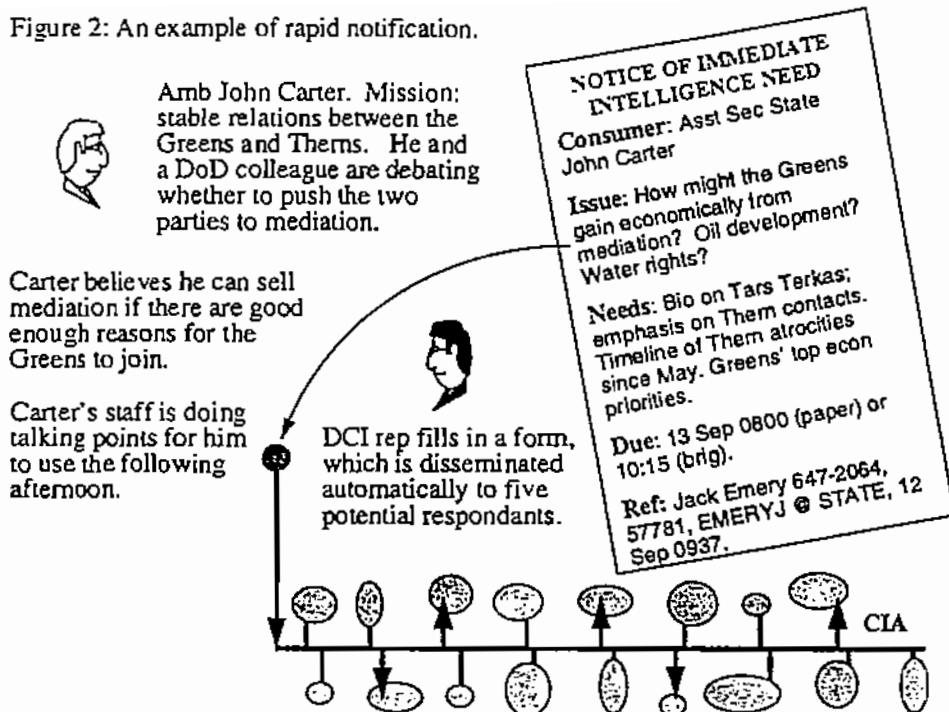 Figure 2: An example of rapid notification.
Amb John Carter. Mission:
stable relations between the
Greens and Therns. He and
a DoD colleague are debating
whether to push the two
parties to mediation.
Carter believes he can sell
mediation if there are good
enough reasons for the
Greens to join.
Carter's staff is doing
talking points for him
to use the following
afternoon.
DCI rep fills in a form,
which is disseminated
automatically to five
potential respondants.
NOTICE OF IMMEDIATE
INTELLIGENCE NEED
Consumer: Asst Sec State
John Carter
Issue: How might the Greens
gain economically from
mediation? Oil development?
Water rights?
Needs: Bio on Tars Terkas;
emphasis on Thern contacts.
Timeline of Thern atrocities
since May. Greens' top econ
priorities.
Due: 13 Sep 0800 (paper) or
10:15 (brig).
Ref: Jack Emery 647-2064,
57781, EMERYJ @ STATE, 12
Sep 0937.
CIA